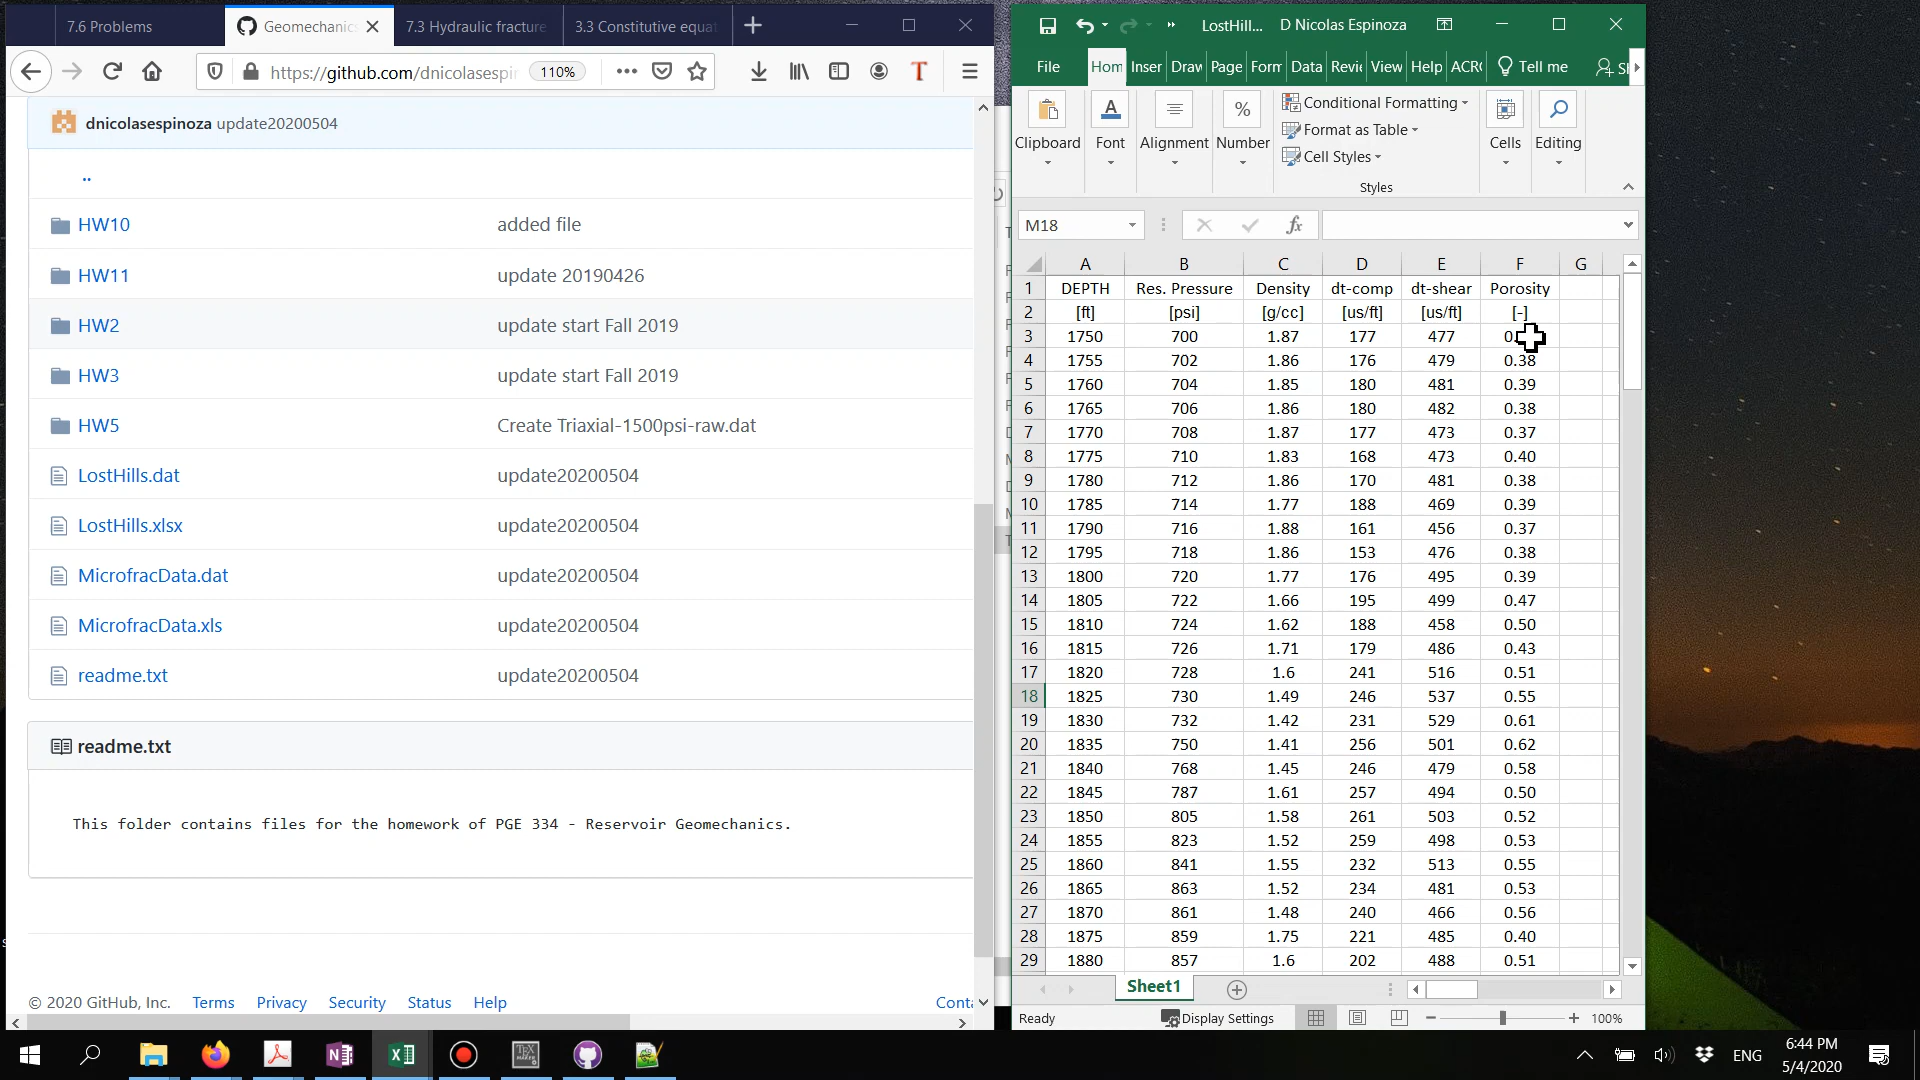 7.6 Problems
Geomechanics
7.3 Hydraulic fracture
3.3 Constitutive equat
https://github.com/dnicolasespin
110%
dnicolasespinoza update20200504
..
HW10 added file
HW11 update 20190426
HW2 update start Fall 2019
HW3 update start Fall 2019
HW5 Create Triaxial-1500psi-raw.dat
LostHills.dat update20200504
LostHills.xlsx update20200504
MicrofracData.dat update20200504
MicrofracData.xls update20200504
readme.txt update20200504
readme.txt
This folder contains files for the homework of PGE 334 - Reservoir Geomechanics.
© 2020 GitHub, Inc. Terms Privacy Security Status Help Conta
LostHill... D Nicolas Espinoza
File Hom Inser Draw Page Form Data Revie View Help ACR Tell me S
Clipboard Font Alignment Number
Conditional Formatting
Format as Table
Cell Styles
Styles
Cells Editing
M18 fx
A B C D E F G
1 DEPTH Res. Pressure Density dt-comp dt-shear Porosity
2 [ft] [psi] [g/cc] [us/ft] [us/ft] [-]
3 1750 700 1.87 177 477
4 1755 702 1.86 176 479 0.38
5 1760 704 1.85 180 481 0.39
6 1765 706 1.86 180 482 0.38
7 1770 708 1.87 177 473 0.37
8 1775 710 1.83 168 473 0.40
9 1780 712 1.86 170 481 0.38
10 1785 714 1.77 188 469 0.39
11 1790 716 1.88 161 456 0.37
12 1795 718 1.86 153 476 0.38
13 1800 720 1.77 176 495 0.39
14 1805 722 1.66 195 499 0.47
15 1810 724 1.62 188 458 0.50
16 1815 726 1.71 179 486 0.43
17 1820 728 1.6 241 516 0.51
18 1825 730 1.49 246 537 0.55
19 1830 732 1.42 231 529 0.61
20 1835 750 1.41 256 501 0.62
21 1840 768 1.45 246 479 0.58
22 1845 787 1.61 257 494 0.50
23 1850 805 1.58 261 503 0.52
24 1855 823 1.52 259 498 0.53
25 1860 841 1.55 232 513 0.55
26 1865 863 1.52 234 481 0.53
27 1870 861 1.48 240 466 0.56
28 1875 859 1.75 221 485 0.40
29 1880 857 1.6 202 488 0.51
Sheet1
Ready Display Settings 100%
ENG 6:44 PM
5/4/2020